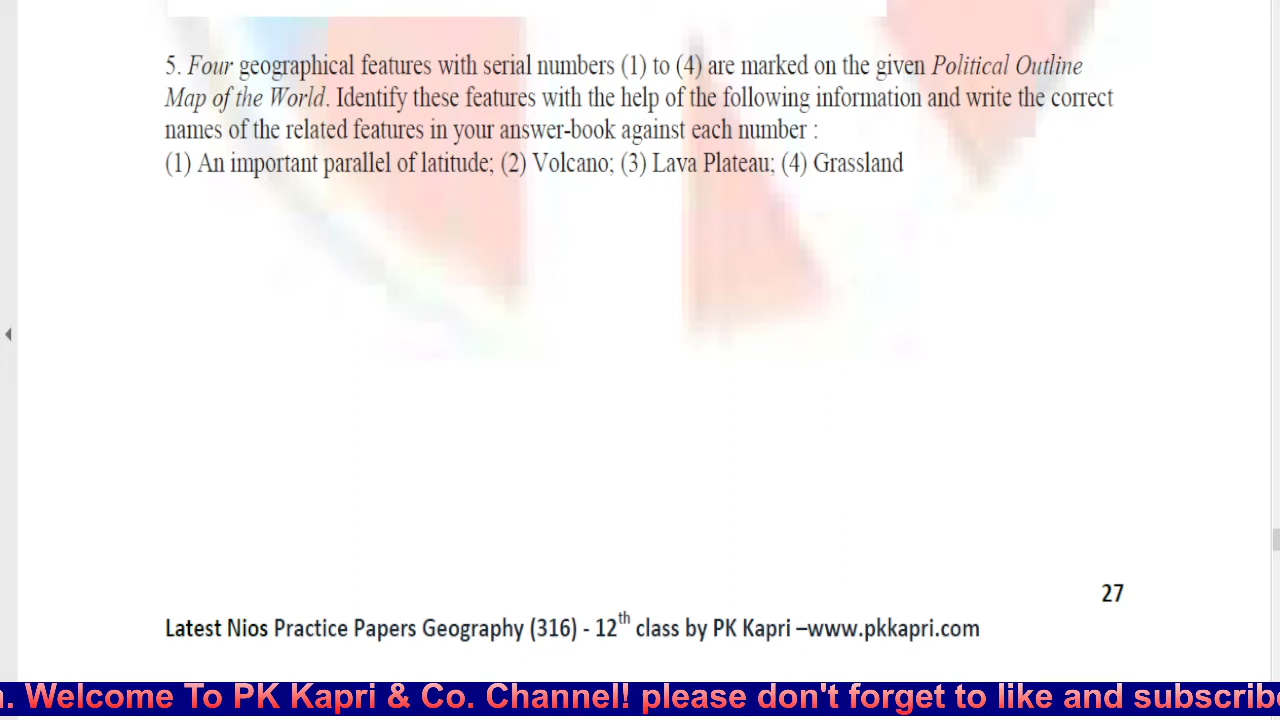 5. Four geographical features with serial numbers (1) to (4) are marked on the given Political Outline
Map of the World. Identify these features with the help of the following information and write the correct
names of the related features in your answer-book against each number :
(1) An important parallel of latitude; (2) Volcano; (3) Lava Plateau; (4) Grassland
27
Latest Nios Practice Papers Geography (316) - 12th class by PK Kapri –www.pkkapri.com
. Welcome To PK Kapri & Co. Channel! please don't forget to like and subscribe